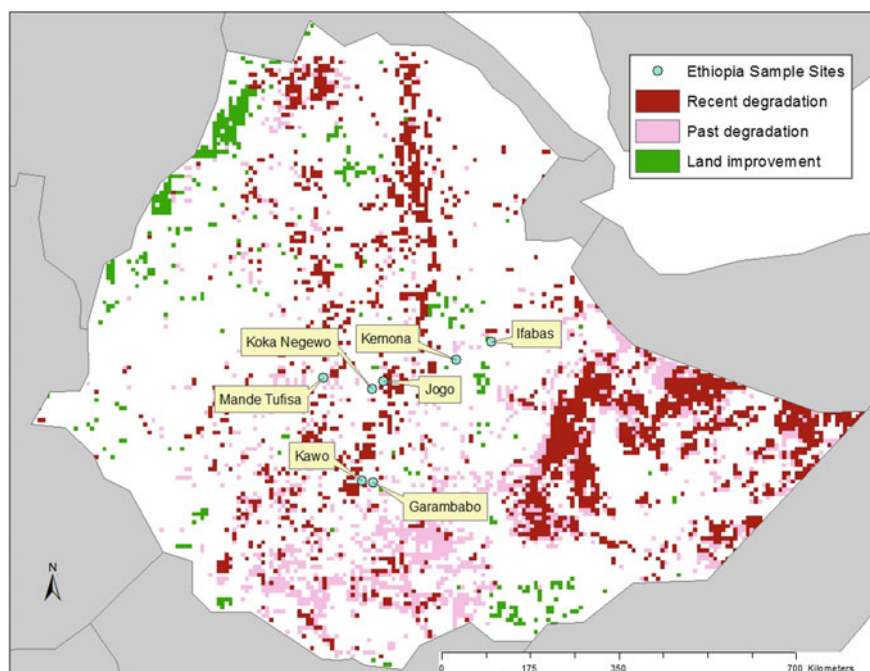 Ethiopia Sample Sites
Recent degradation
Past degradation
Land improvement
Ifabas
Kemona
Koka Negewo
Jogo
Mande Tufisa
Kawo
Garambabo
N
0 175 350 700 Kilometers